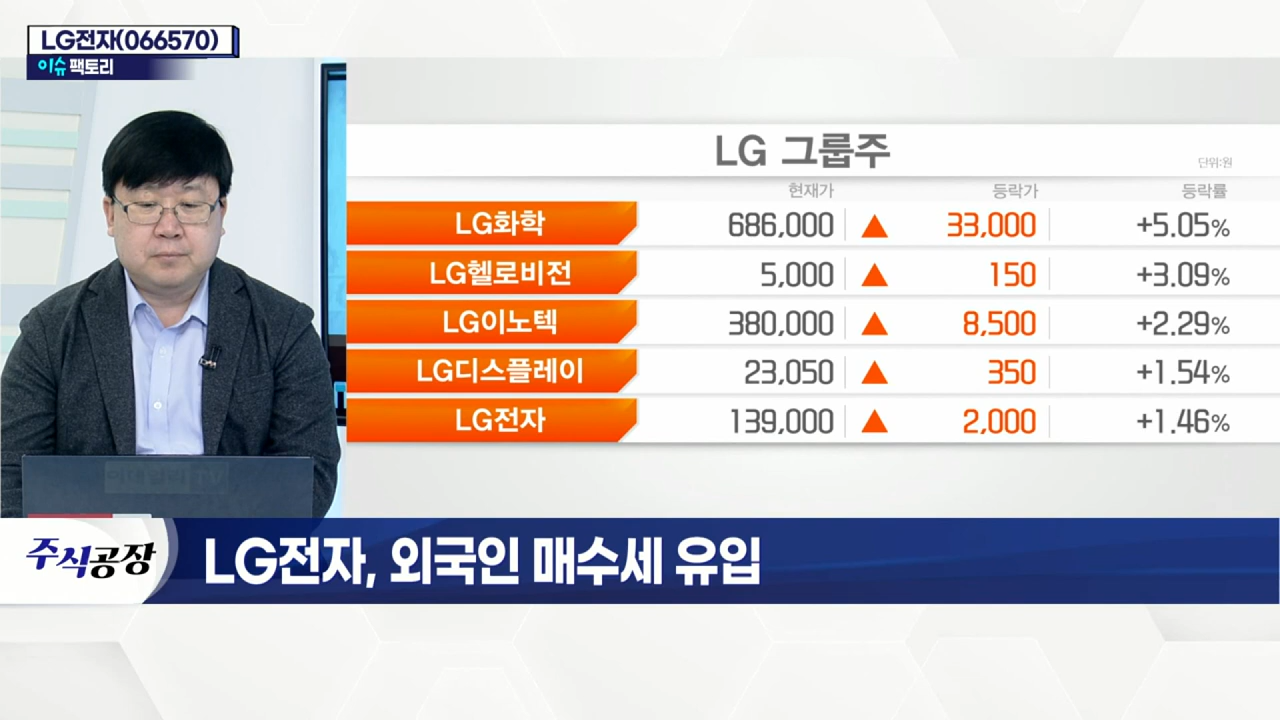 LG전자(066570)
이슈 팩토리
LG 그룹주
단위:원
현재가 등락가 등락률
LG화학 686,000 ▲ 33,000 +5.05%
LG헬로비전 5,000 ▲ 150 +3.09%
LG이노텍 380,000 ▲ 8,500 +2.29%
LG디스플레이 23,050 ▲ 350 +1.54%
LG전자 139,000 ▲ 2,000 +1.46%
이데일리 TV
주식공장
LG전자, 외국인 매수세 유입